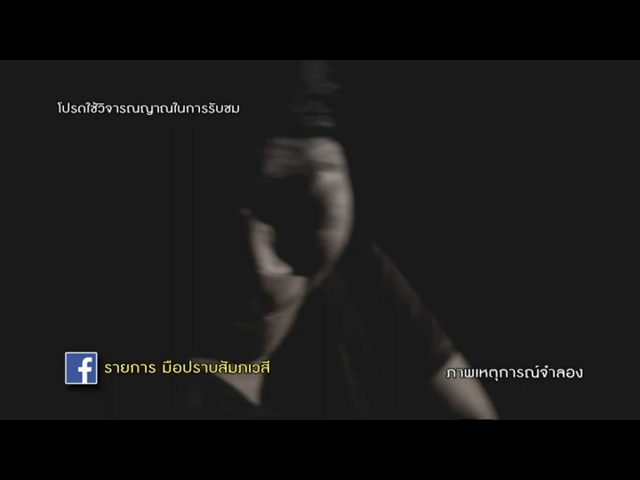 โปรดใช้วิจารณญาณในการรับชม
รายการ มือปราบสัมภเวสี
ภาพเหตุการณ์จำลอง